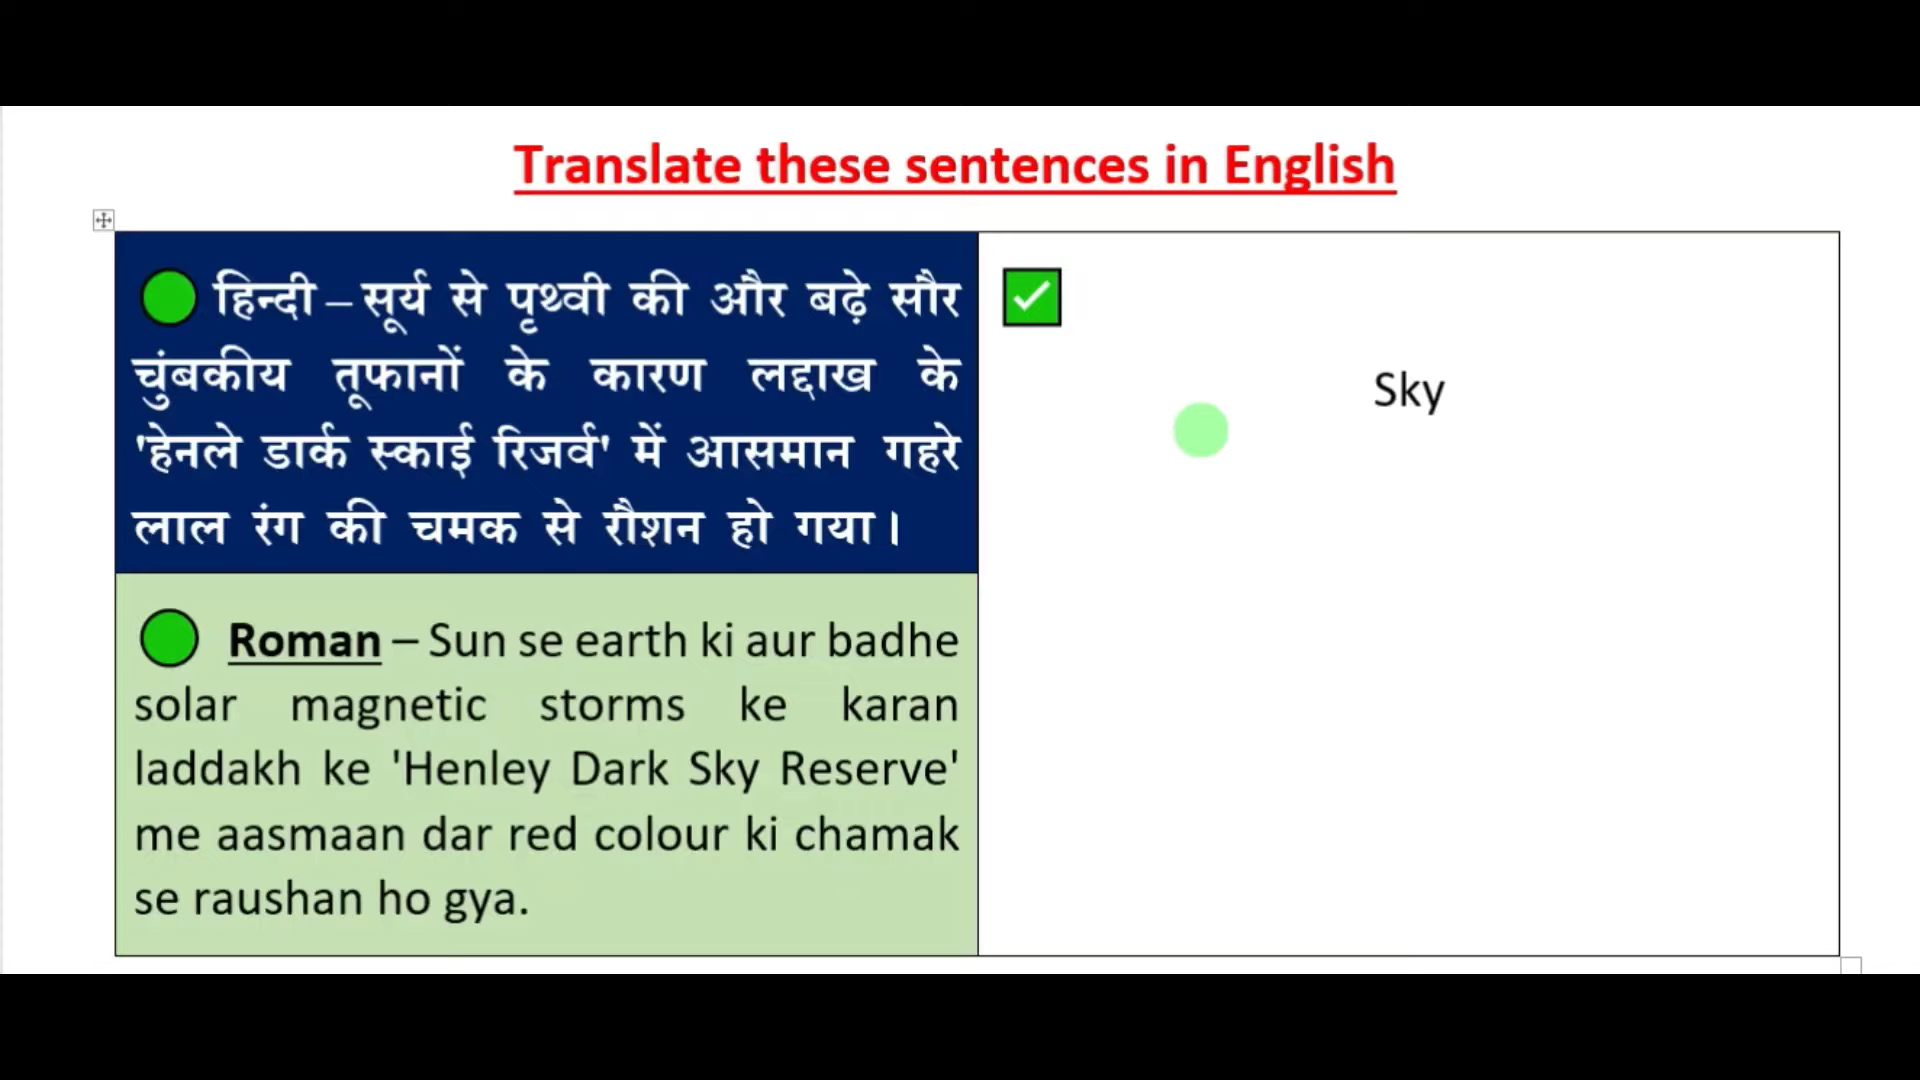 Translate these sentences in English
हिन्दी – सूर्य से पृथ्वी की और बढ़े सौर
चुंबकीय तूफानों के कारण लद्दाख के
'हेनले डार्क स्काई रिजर्व' में आसमान गहरे
लाल रंग की चमक से रौशन हो गया।
Sky
Roman – Sun se earth ki aur badhe
solar magnetic storms ke karan
laddakh ke 'Henley Dark Sky Reserve'
me aasmaan dar red colour ki chamak
se raushan ho gya.